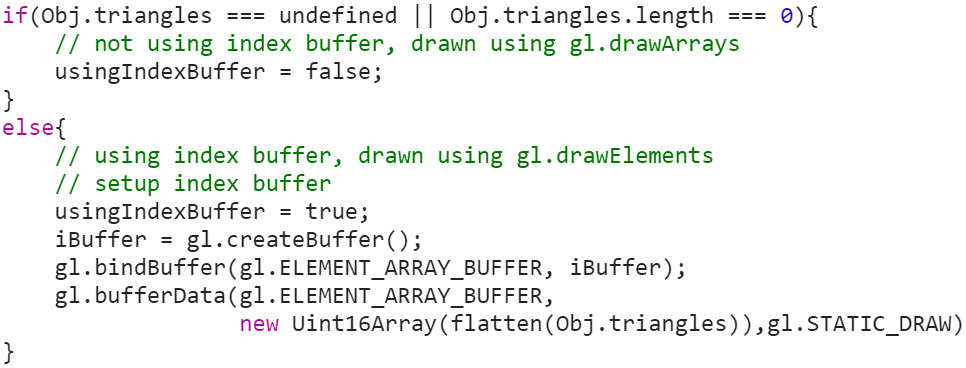 if(Obj.triangles === undefined || Obj.triangles.length === 0){
    // not using index buffer, drawn using gl.drawArrays
    usingIndexBuffer = false;
}
else{
    // using index buffer, drawn using gl.drawElements
    // setup index buffer
    usingIndexBuffer = true;
    iBuffer = gl.createBuffer();
    gl.bindBuffer(gl.ELEMENT_ARRAY_BUFFER, iBuffer);
    gl.bufferData(gl.ELEMENT_ARRAY_BUFFER,
                  new Uint16Array(flatten(Obj.triangles)),gl.STATIC_DRAW)
}